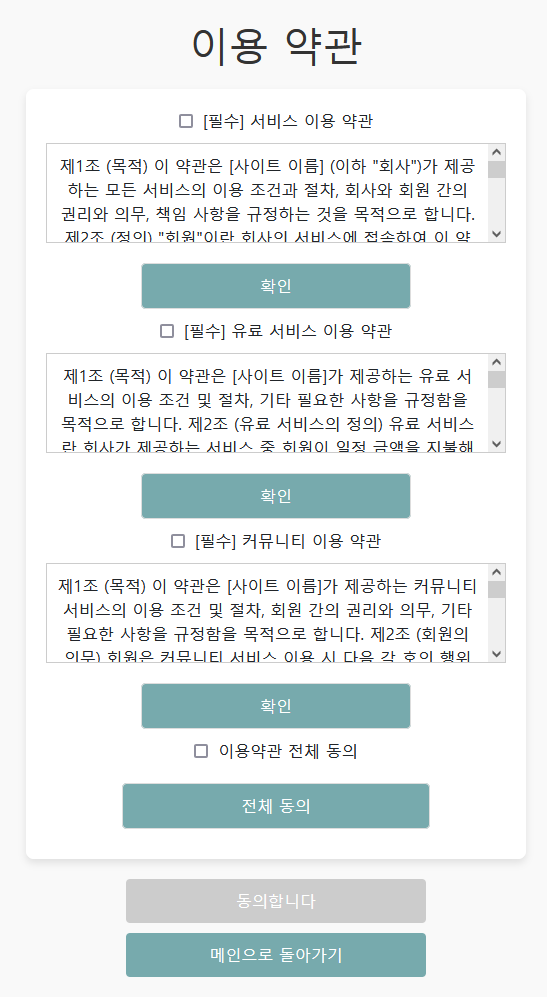 이용 약관
[필수] 서비스 이용 약관
제1조 (목적) 이 약관은 [사이트 이름] (이하 "회사")가 제공
하는 모든 서비스의 이용 조건과 절차, 회사와 회원 간의
권리와 의무, 책임 사항을 규정하는 것을 목적으로 합니다.
제2조 (정의) "회원"이란 회사의 서비스에 접속하여 이 약
확인
[필수] 유료 서비스 이용 약관
제1조 (목적) 이 약관은 [사이트 이름]가 제공하는 유료 서
비스의 이용 조건 및 절차, 기타 필요한 사항을 규정함을
목적으로 합니다. 제2조 (유료 서비스의 정의) 유료 서비스
란 회사가 제공하는 서비스 중 회원이 일정 금액을 지불해
확인
[필수] 커뮤니티 이용 약관
제1조 (목적) 이 약관은 [사이트 이름]가 제공하는 커뮤니티
서비스의 이용 조건 및 절차, 회원 간의 권리와 의무, 기타
필요한 사항을 규정함을 목적으로 합니다. 제2조 (회원의
의무) 회원은 커뮤니티 서비스 이용 시 다음 각 호의 행위
확인
이용약관 전체 동의
전체 동의
동의합니다
메인으로 돌아가기